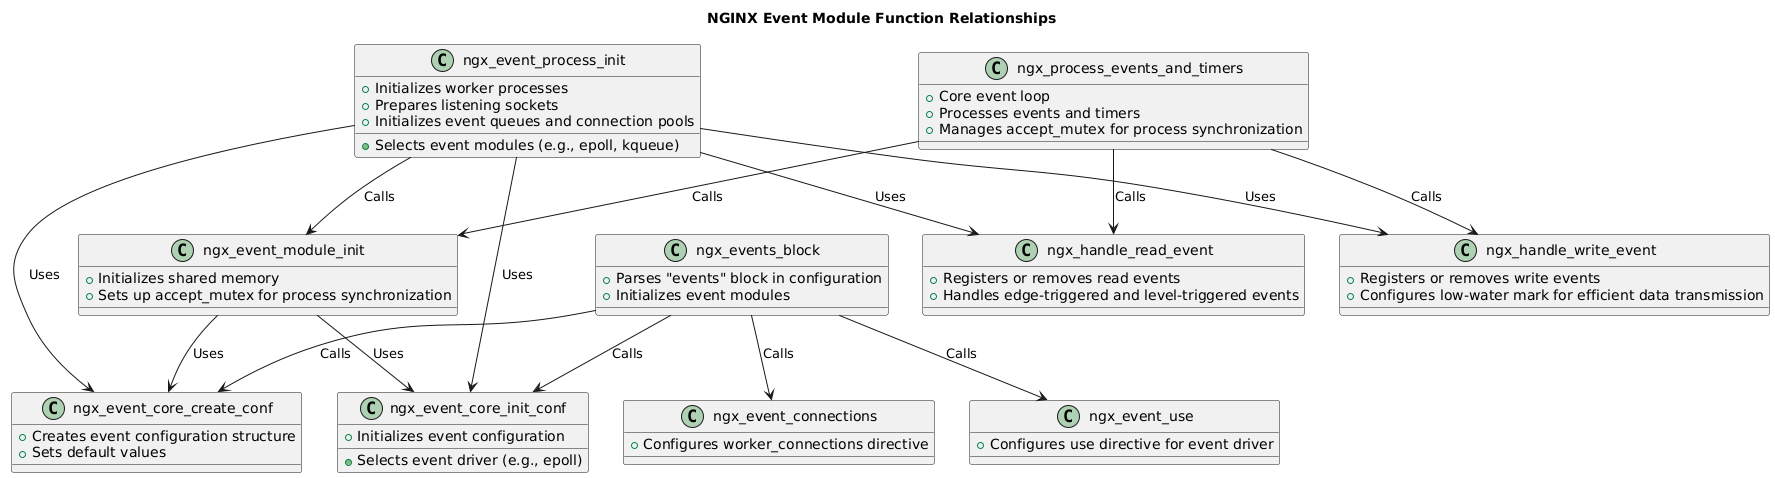 NGINX Event Module Function Relationships
C ngx_event_process_init
Initializes worker processes
Prepares listening sockets
Initializes event queues and connection pools
Selects event modules (e.g., epoll, kqueue)
C ngx_process_events_and_timers
Core event loop
Processes events and timers
Manages accept_mutex for process synchronization
Calls
Calls
Uses
Calls
Uses
Calls
C ngx_event_module_init
Initializes shared memory
Sets up accept_mutex for process synchronization
Uses
Uses
C ngx_events_block
Parses "events" block in configuration
Initializes event modules
C ngx_handle_read_event
Registers or removes read events
Handles edge-triggered and level-triggered events
C ngx_handle_write_event
Registers or removes write events
Configures low-water mark for efficient data transmission
Uses
Calls
Uses
Calls
Calls
Calls
C ngx_event_core_create_conf
Creates event configuration structure
Sets default values
C ngx_event_core_init_conf
Initializes event configuration
Selects event driver (e.g., epoll)
C ngx_event_connections
Configures worker_connections directive
C ngx_event_use
Configures use directive for event driver